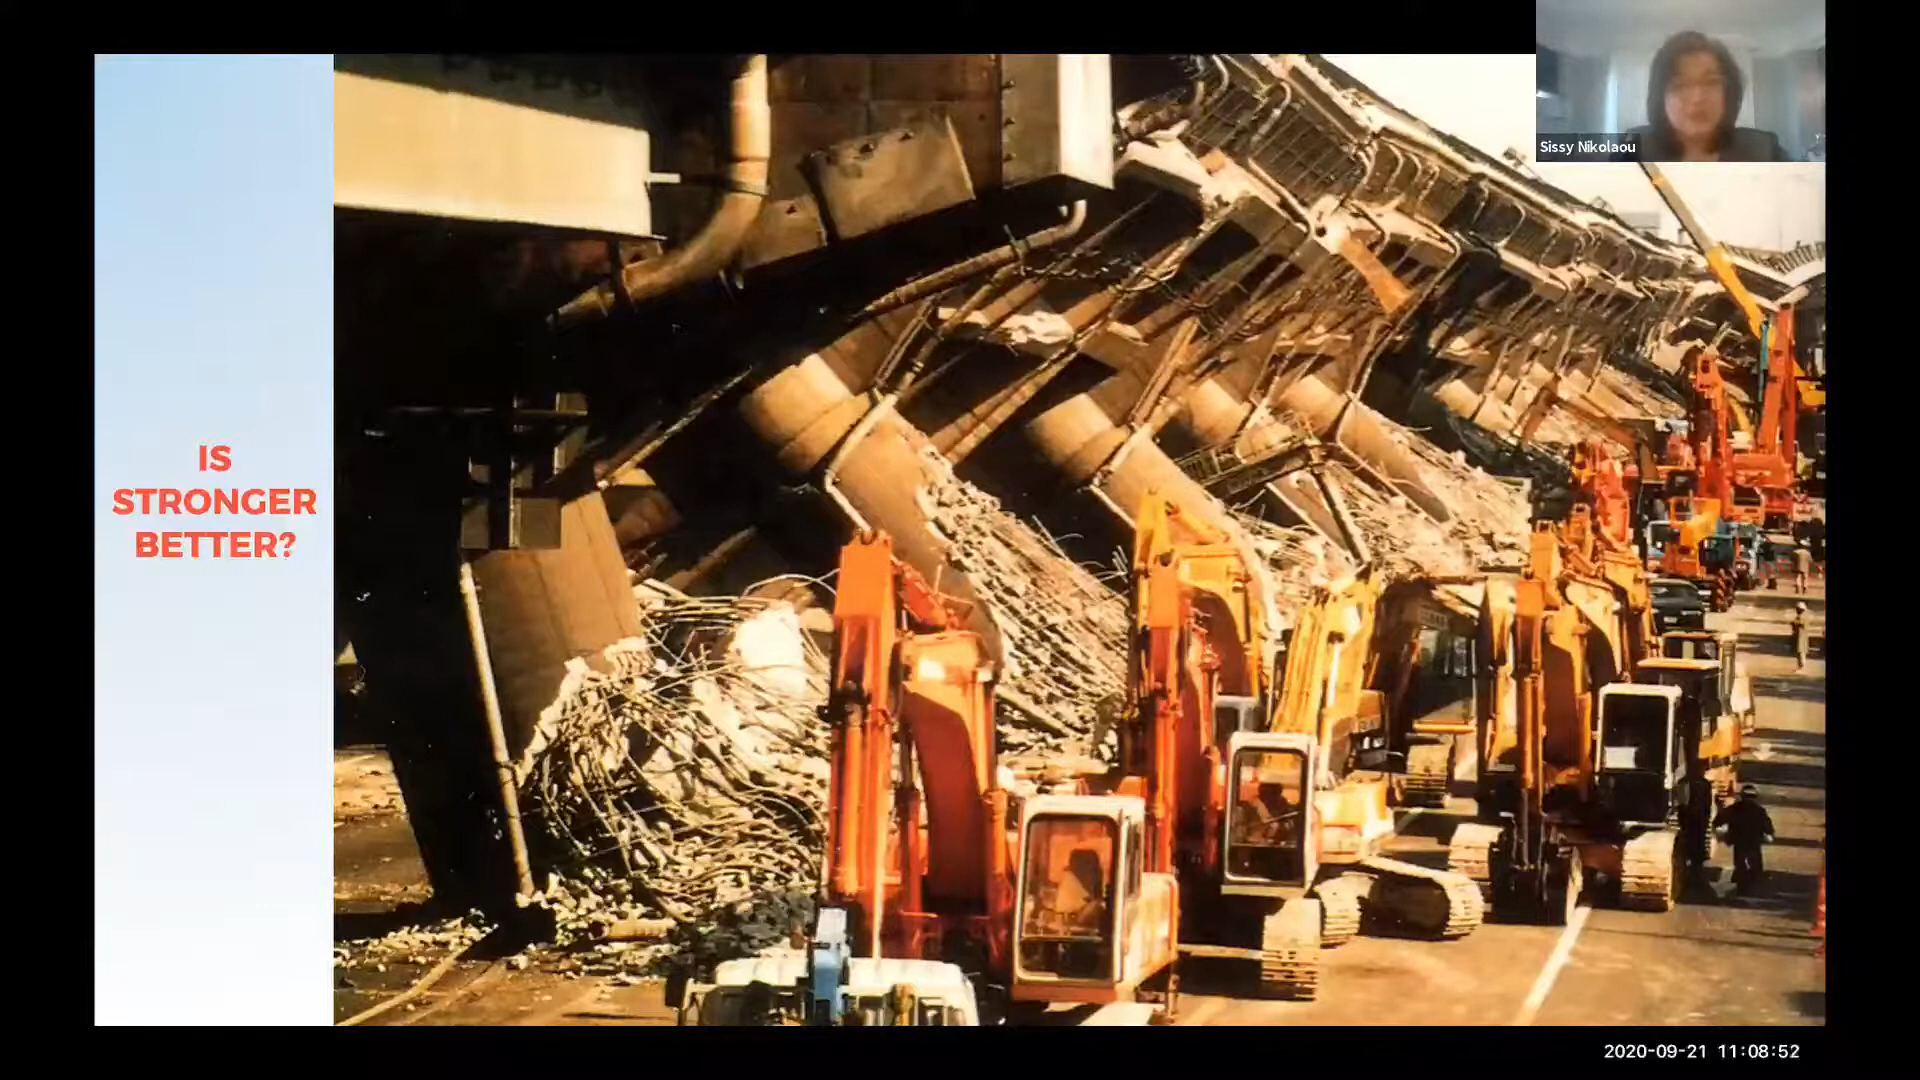 Sissy Nikolaou
IS
STRONGER
BETTER?
2020-09-21 11:08:52